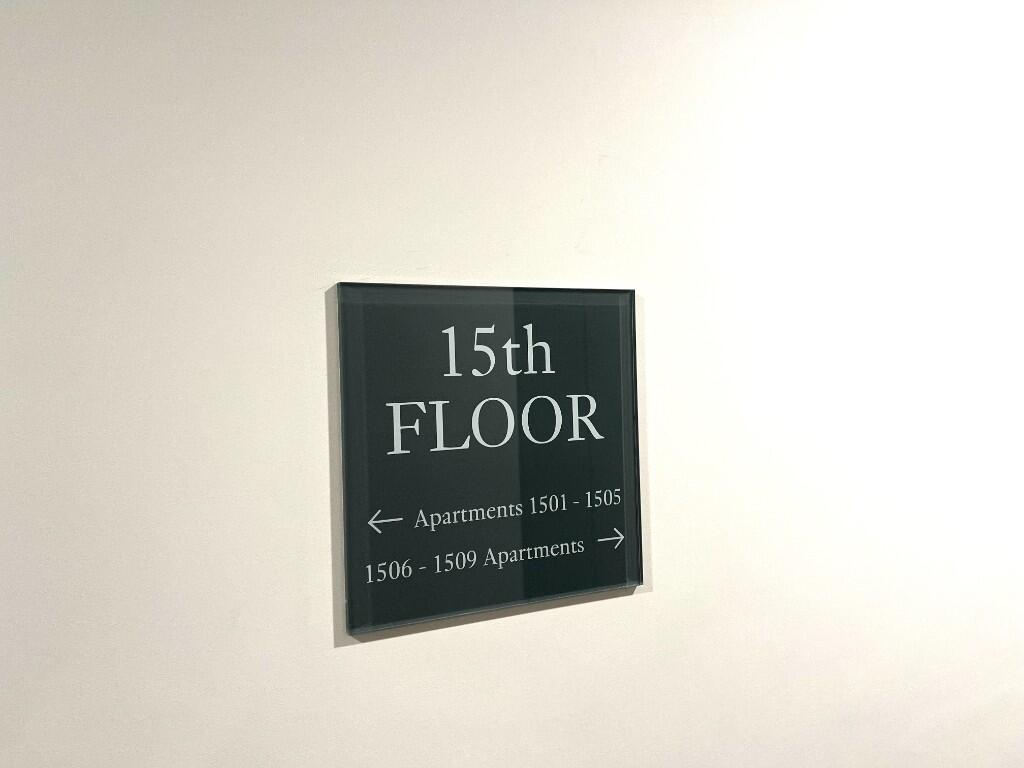 15th
FLOOR
← Apartments 1501 - 1505
1506 - 1509 Apartments →